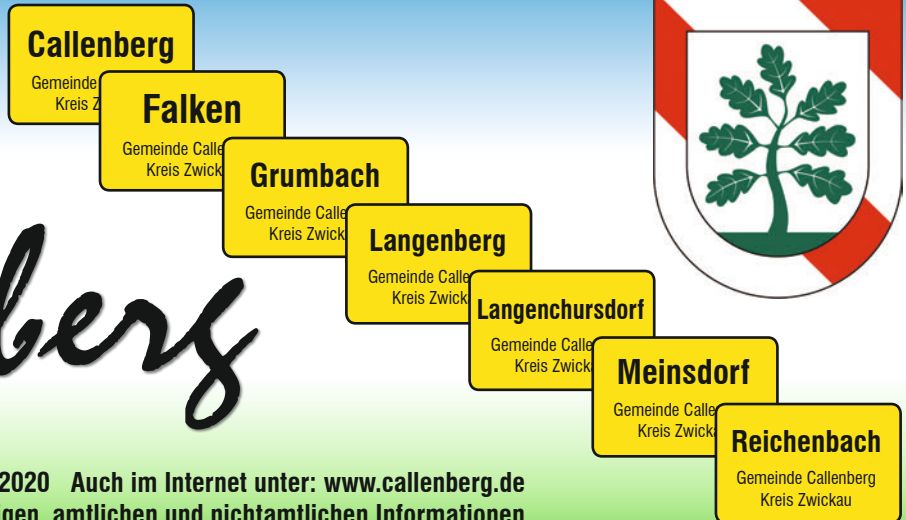 Callenberg
Gemeinde
Kreis Z
Falken
Gemeinde Calle
Kreis Zwick
Grumbach
Gemeinde Calle
Kreis Zwick
Langenberg
Gemeinde Calle
Kreis Zwick
Langenchursdorf
Gemeinde Calle
Kreis Zwick
Meinsdorf
Gemeinde Calle
Kreis Zwick
Reichenbach
Gemeinde Callenberg
Kreis Zwickau
berg
2020 Auch im Internet unter: www.callenberg.de
igen, amtlichen und nichtamtlichen Informationen